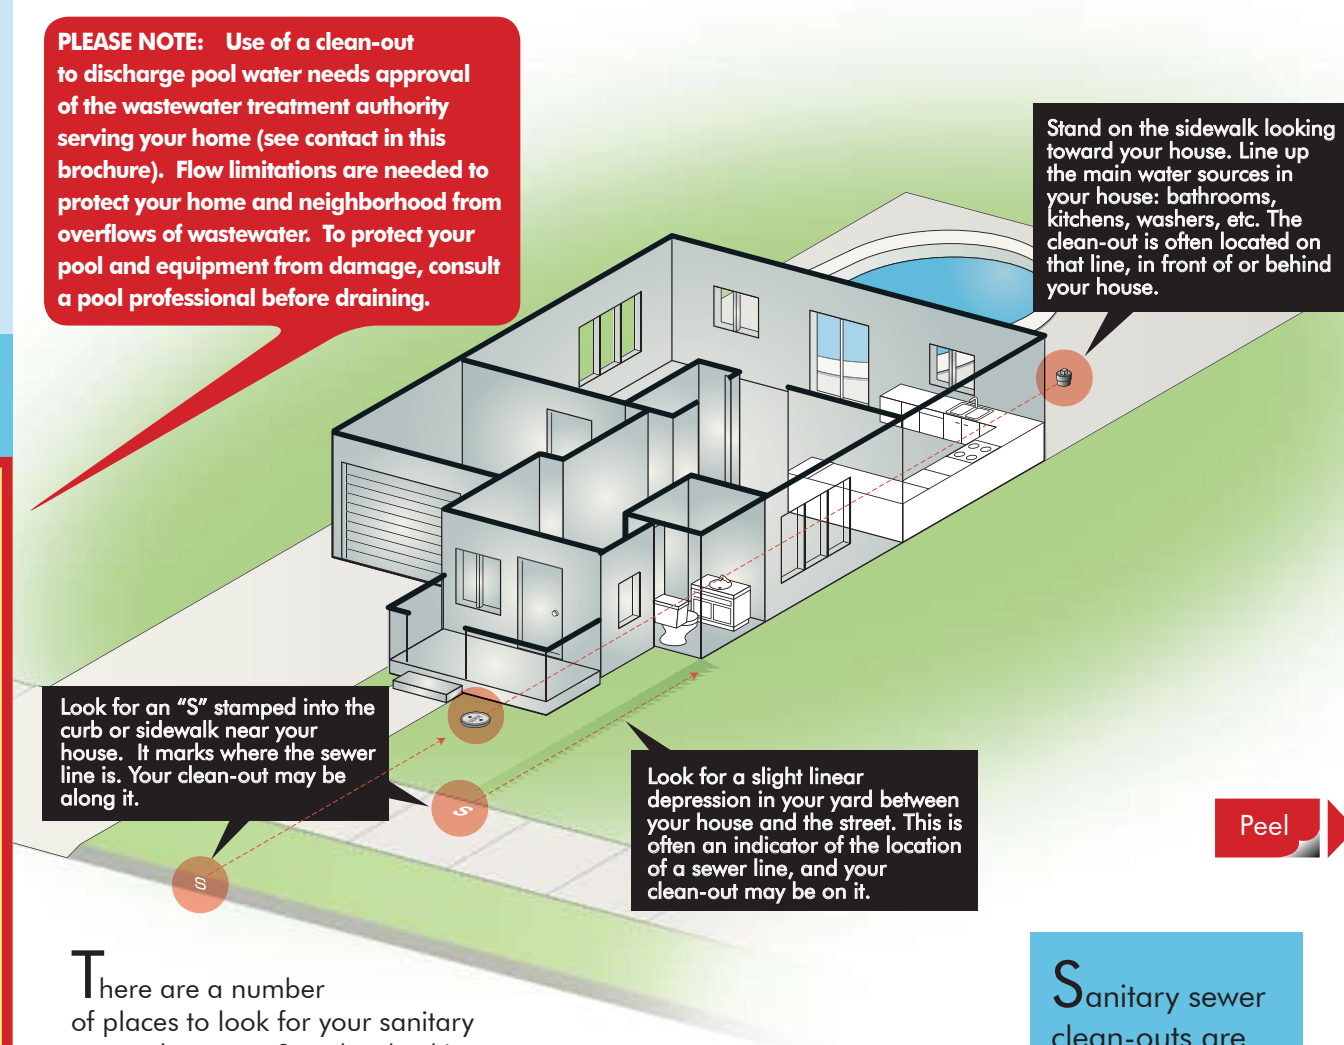 PLEASE NOTE: Use of a clean-out
to discharge pool water needs approval
of the wastewater treatment authority
serving your home (see contact in this
brochure). Flow limitations are needed to
protect your home and neighborhood from
overflows of wastewater. To protect your
pool and equipment from damage, consult
a pool professional before draining.
Stand on the sidewalk looking
toward your house. Line up
the main water sources in
your house: bathrooms,
kitchens, washers, etc. The
clean-out is often located on
that line, in front of or behind
your house.
Look for an “S” stamped into the
curb or sidewalk near your
house. It marks where the sewer
line is. Your clean-out may be
along it.
S
S
Look for a slight linear
depression in your yard between
your house and the street. This is
often an indicator of the location
of a sewer line, and your
clean-out may be on it.
Peel
There are a number
of places to look for your sanitary
Sanitary sewer
clean-outs are